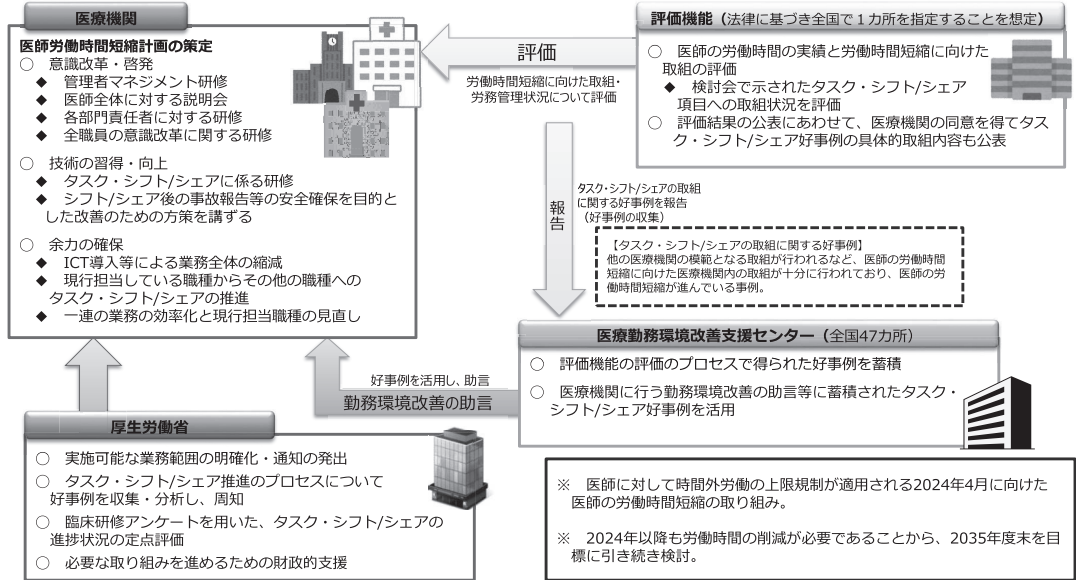 医療機関
医師労働時間短縮計画の策定
○ 意識改革・啓発
◆ 管理者マネジメント研修
◆ 医師全体に対する説明会
◆ 各部門責任者に対する研修
◆ 全職員の意識改革に関する研修
○ 技術の習得・向上
◆ タスク・シフト/シェアに係る研修
◆ シフト/シェア後の事故報告等の安全確保を目的と
した改善のための方策を講ずる
○ 余力の確保
◆ ICT導入等による業務全体の縮減
◆ 現行担当している職種からその他の職種への
タスク・シフト/シェアの推進
◆ 一連の業務の効率化と現行担当職種の見直し
評価
労働時間短縮に向けた取組・
労務管理状況について評価
評価機能（法律に基づき全国で１カ所を指定することを想定）
○ 医師の労働時間の実績と労働時間短縮に向けた
取組の評価
◆ 検討会で示されたタスク・シフト/シェア
項目への取組状況を評価
○ 評価結果の公表にあわせて、医療機関の同意を得てタス
ク・シフト/シェア好事例の具体的取組内容も公表
報告
タスク・シフト/シェアの取組
に関する好事例を報告
（好事例の収集）
【タスク・シフト/シェアの取組に関する好事例】
他の医療機関の模範となる取組が行われるなど、医師の労働時間
短縮に向けた医療機関内の取組が十分に行われており、医師の労
働時間短縮が進んでいる事例。
医療勤務環境改善支援センター（全国47カ所）
○ 評価機能の評価のプロセスで得られた好事例を蓄積
○ 医療機関に行う勤務環境改善の助言等に蓄積されたタスク・
シフト/シェア好事例を活用
好事例を活用し、助言
勤務環境改善の助言
厚生労働省
○ 実施可能な業務範囲の明確化・通知の発出
○ タスク・シフト/シェア推進のプロセスについて
好事例を収集・分析し、周知
○ 臨床研修アンケートを用いた、タスク・シフト/シェアの
進捗状況の定点評価
○ 必要な取り組みを進めるための財政的支援
※ 医師に対して時間外労働の上限規制が適用される2024年4月に向けた
医師の労働時間短縮の取り組み。
※ 2024年以降も労働時間の削減が必要であることから、2035年度末を目
標に引き続き検討。